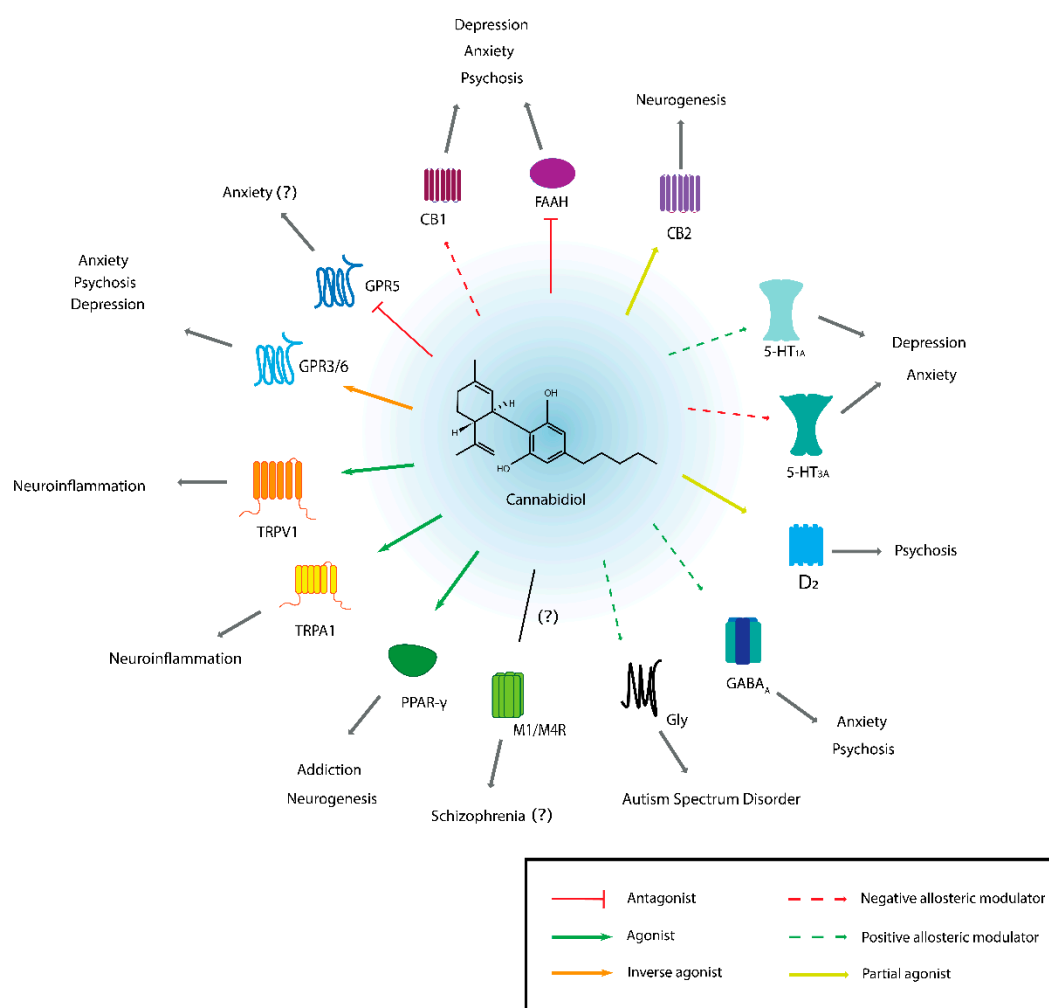 Depression
Anxiety
Psychosis
Neurogenesis
CB1
FAAH
CB2
Anxiety (?)
GPR5
Anxiety
Psychosis
Depression
GPR3/6
5-HT1A
Depression
Anxiety
5-HT3A
OH
H
H
HO
Cannabidiol
Neuroinflammation
TRPV1
D2
Psychosis
TRPA1
Neuroinflammation
(?)
PPAR-γ
M1/M4R
Gly
GABAA
Anxiety
Psychosis
Addiction
Neurogenesis
Schizophrenia (?)
Autism Spectrum Disorder
Antagonist
Negative allosteric modulator
Agonist
Positive allosteric modulator
Inverse agonist
Partial agonist